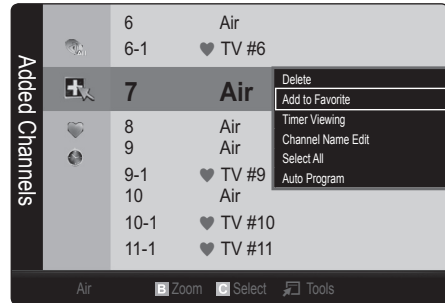 Added Channels
6 Air
6-1 ♥ TV #6
7 Air
8 Air
9 Air
9-1 ♥ TV #9
10 Air
10-1 ♥ TV #10
11-1 ♥ TV #11
Delete
Add to Favorite
Timer Viewing
Channel Name Edit
Select All
Auto Program
Air B Zoom C Select Tools